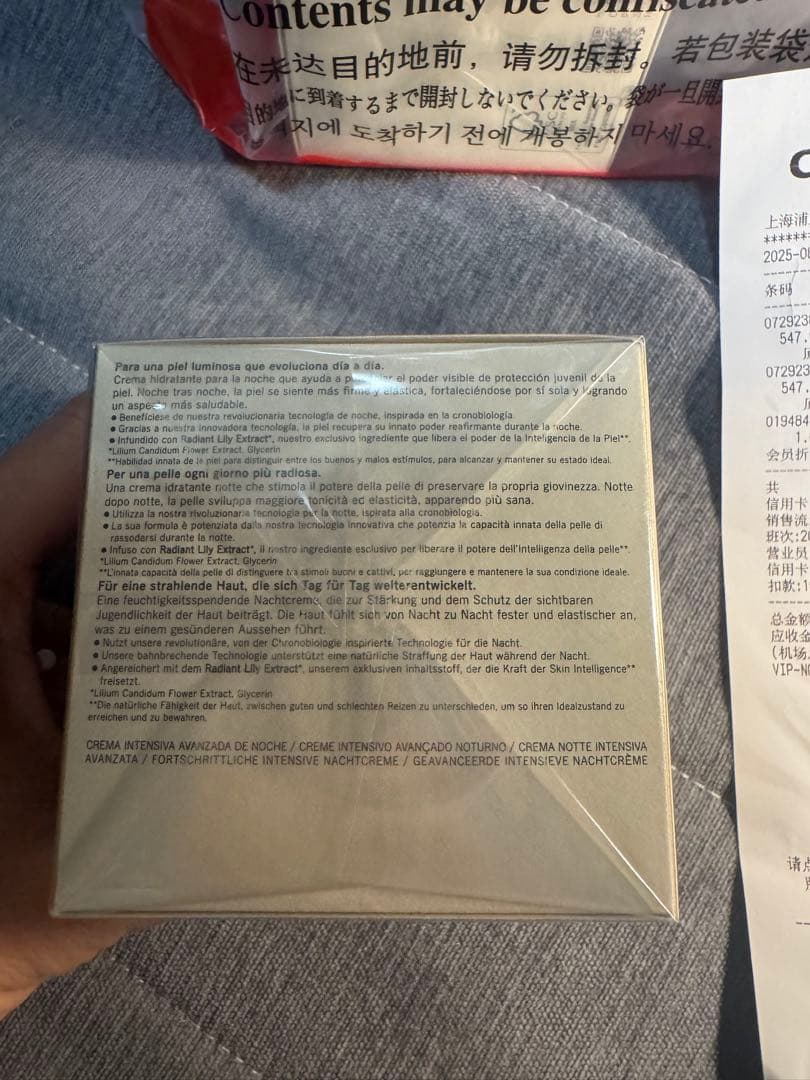 Contents may be confiscated
在未达目的地前，请勿拆封。若包装袋
目的地に到着するまで開封しないでください。袋が一旦開
지에 도착하기 전에 개봉하지 마세요.
Para una piel luminosa que evoluciona día a día.
Crema hidratante para la noche que ayuda a el poder visible de protección juvenil de la
piel. Noche tras noche, la piel se siente más firme y elástica, fortaleciéndose por sí sola y logrando
un aspecto más saludable.
● Benefíciese de nuestra revolucionaria tecnología de noche, inspirada en la cronobiología.
● Gracias a nuestra innovadora tecnología, la piel recupera su innato poder reafirmante durante la noche.
● Infundido con Radiant Lily Extract*, nuestro exclusivo ingrediente que libera el poder de la Inteligencia de la Piel**.
*Lilium Candidum Flower Extract, Glycerin
**Habilidad innata de la piel para distinguir entre los buenos y malos estímulos, para alcanzar y mantener su estado ideal.
Per una pelle ogni giorno più radiosa.
Una crema idratante notte che stimola il potere della pelle di preservare la propria giovinezza. Notte
dopo notte, la pelle sviluppa maggiore tonicità ed elasticità, apparendo più sana.
● Utilizza la nostra rivoluzionaria tecnologia per la notte, ispirata alla cronobiologia.
● La sua formula è potenziata dalla nostra tecnologia innovativa che potenzia la capacità innata della pelle di
rassodarsi durante la notte.
● Infuso con Radiant Lily Extract*, il nostro ingrediente esclusivo per liberare il potere dell'Intelligenza della pelle**.
*Lilium Candidum Flower Extract, Glycerin
**L'innata capacità della pelle di distinguere tra stimoli buoni e cattivi, per raggiungere e mantenere la sua condizione ideale.
Für eine strahlende Haut, die sich Tag für Tag weiterentwickelt.
Eine feuchtigkeitsspendende Nachtcreme, die zur Stärkung und dem Schutz der sichtbaren
Jugendlichkeit der Haut beiträgt. Die Haut fühlt sich von Nacht zu Nacht fester und elastischer an,
was zu einem gesünderen Aussehen führt.
● Nutzt unsere revolutionäre, von der Chronobiologie inspirierte Technologie für die Nacht.
● Unsere bahnbrechende Technologie unterstützt eine natürliche Straffung der Haut während der Nacht.
● Angereichert mit dem Radiant Lily Extract*, unserem exklusiven Inhaltsstoff, der die Kraft der Skin Intelligence**
freisetzt.
*Lilium Candidum Flower Extract, Glycerin
**Die natürliche Fähigkeit der Haut, zwischen guten und schlechten Reizen zu unterschieden, um so ihren Idealzustand zu
erreichen und zu bewahren.
CREMA INTENSIVA AVANZADA DE NOCHE / CREME INTENSIVO AVANÇADO NOTURNO / CREMA NOTTE INTENSIVA
AVANZATA / FORTSCHRITTLICHE INTENSIVE NACHTCREME / GEAVANCEERDE INTENSIEVE NACHTCRÈME
上海浦
******
2025-0
条码
072923
547.
072923
547.
019484
1.
会员折
共
信用卡
销售流
班次:20
营业员
信用卡
扣款:1
总金额
应收金
(机场
VIP-NO
请点